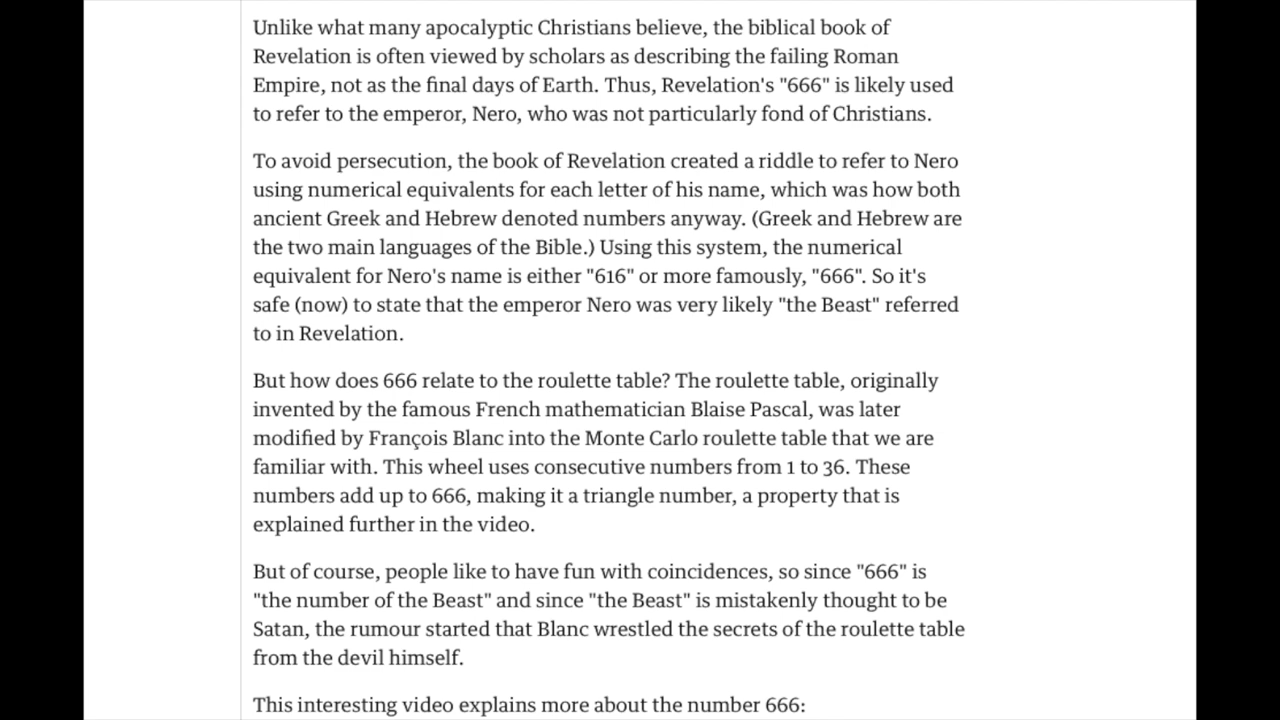 Unlike what many apocalyptic Christians believe, the biblical book of
Revelation is often viewed by scholars as describing the failing Roman
Empire, not as the final days of Earth. Thus, Revelation's "666" is likely used
to refer to the emperor, Nero, who was not particularly fond of Christians.
To avoid persecution, the book of Revelation created a riddle to refer to Nero
using numerical equivalents for each letter of his name, which was how both
ancient Greek and Hebrew denoted numbers anyway. (Greek and Hebrew are
the two main languages of the Bible.) Using this system, the numerical
equivalent for Nero's name is either "616" or more famously, "666". So it's
safe (now) to state that the emperor Nero was very likely "the Beast" referred
to in Revelation.
But how does 666 relate to the roulette table? The roulette table, originally
invented by the famous French mathematician Blaise Pascal, was later
modified by François Blanc into the Monte Carlo roulette table that we are
familiar with. This wheel uses consecutive numbers from 1 to 36. These
numbers add up to 666, making it a triangle number, a property that is
explained further in the video.
But of course, people like to have fun with coincidences, so since "666" is
"the number of the Beast" and since "the Beast" is mistakenly thought to be
Satan, the rumour started that Blanc wrestled the secrets of the roulette table
from the devil himself.
This interesting video explains more about the number 666: